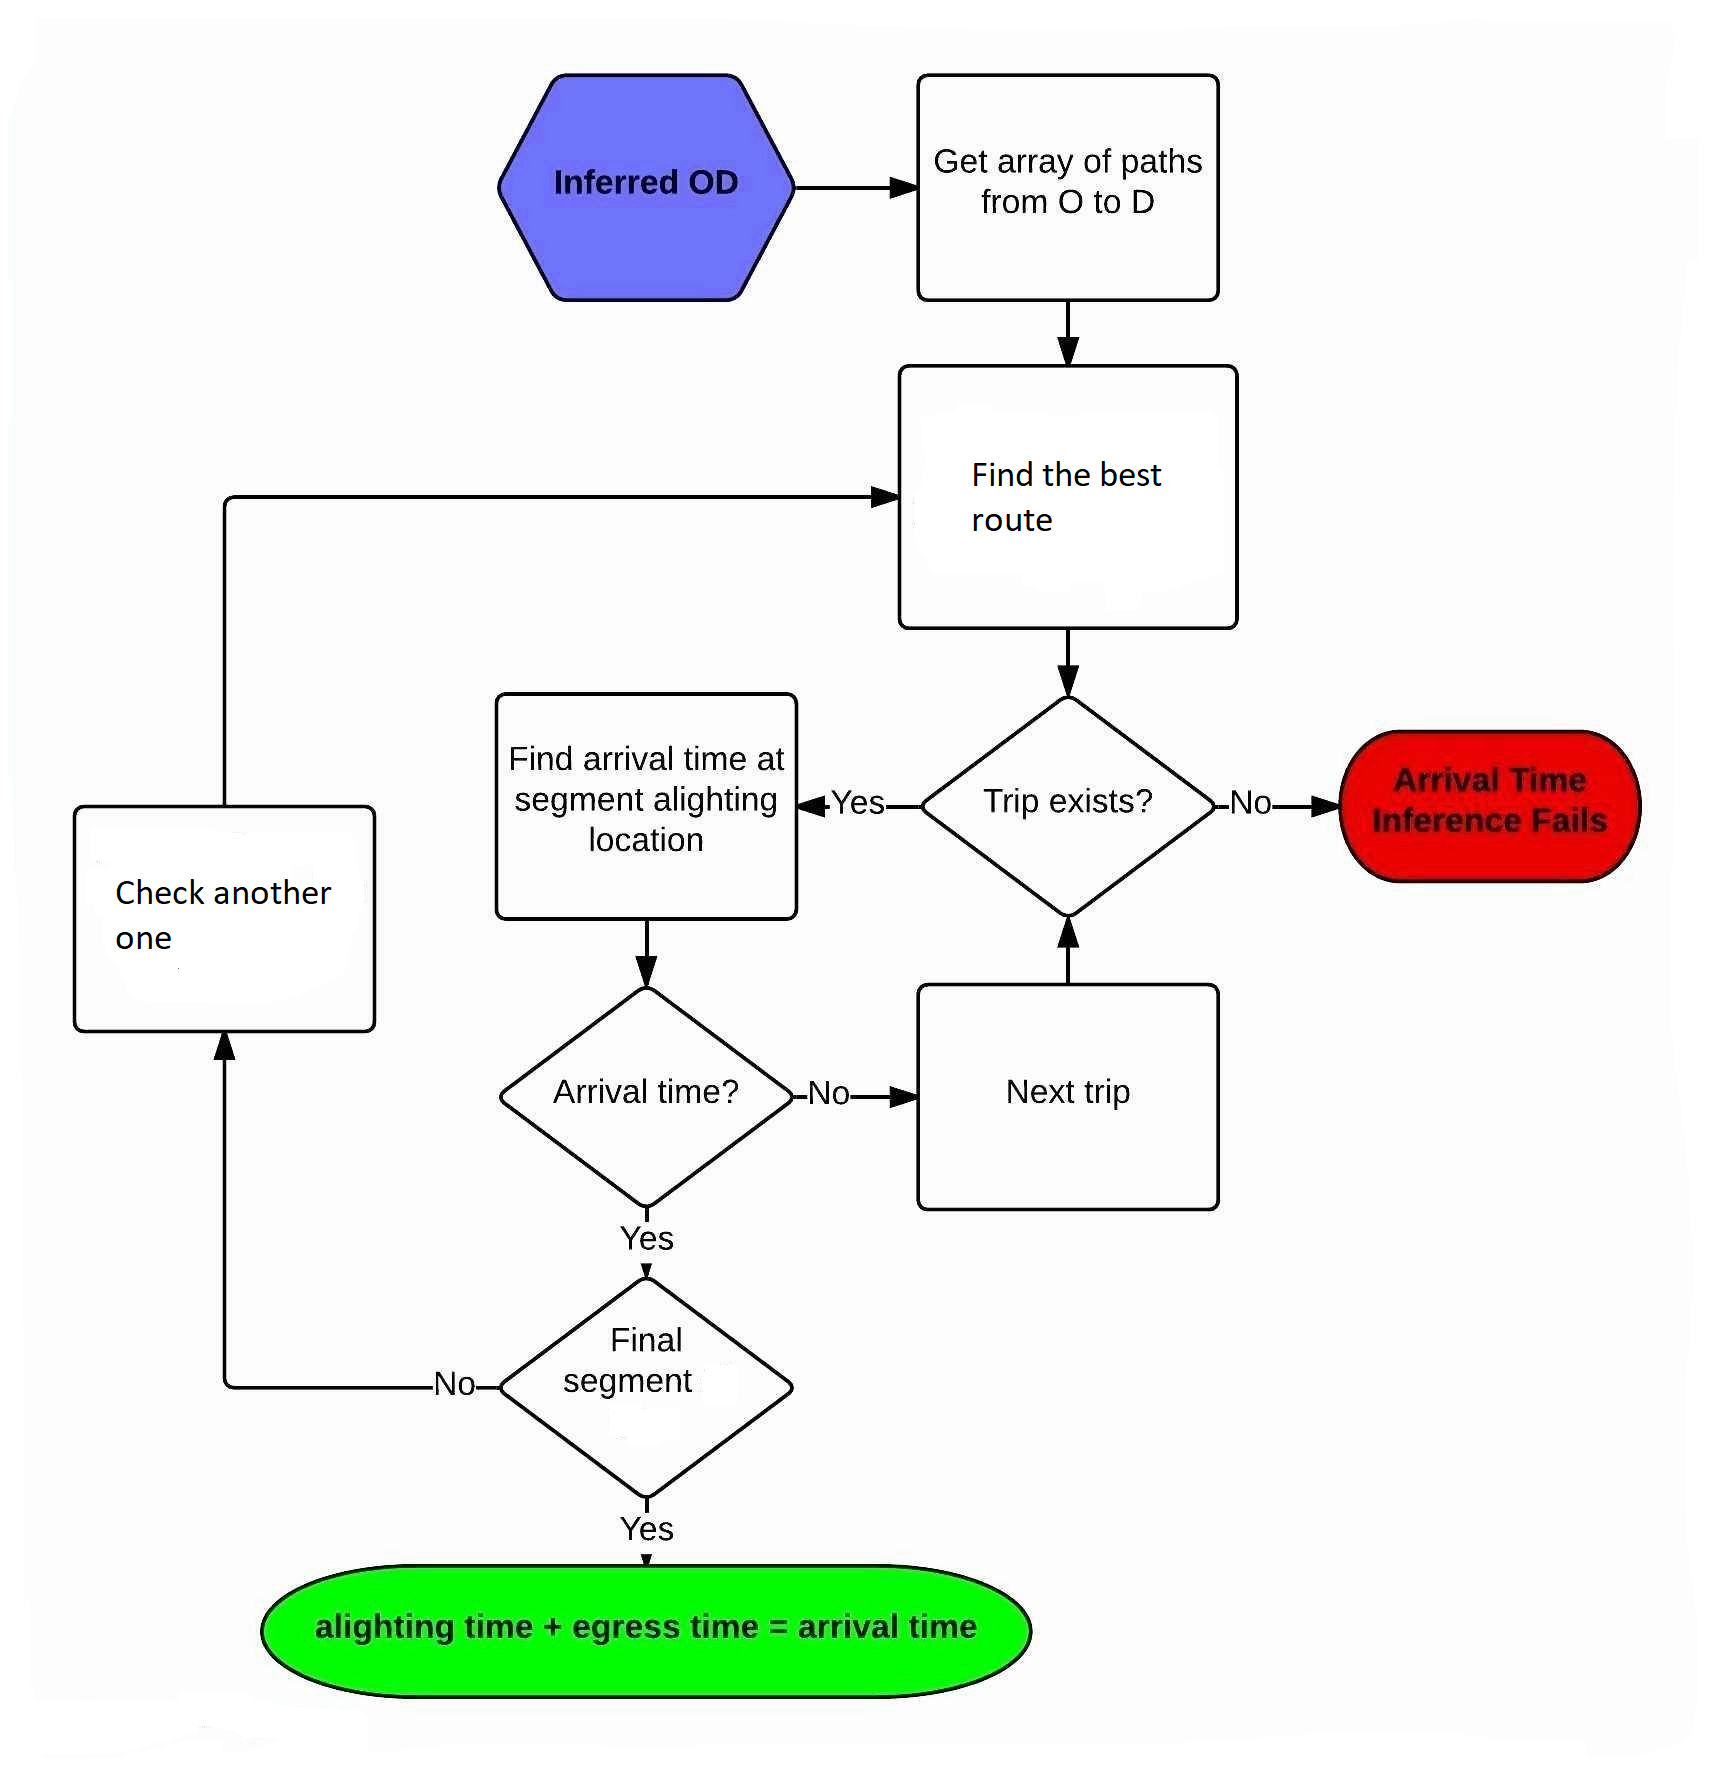 Inferred OD
Get array of paths
from O to D
Find the best
route
Trip exists?
Yes
No
Arrival Time
Inference Fails
Find arrival time at
segment alighting
location
Check another
one
Arrival time?
No
Next trip
Yes
Final
segment
No
Yes
alighting time + egress time = arrival time